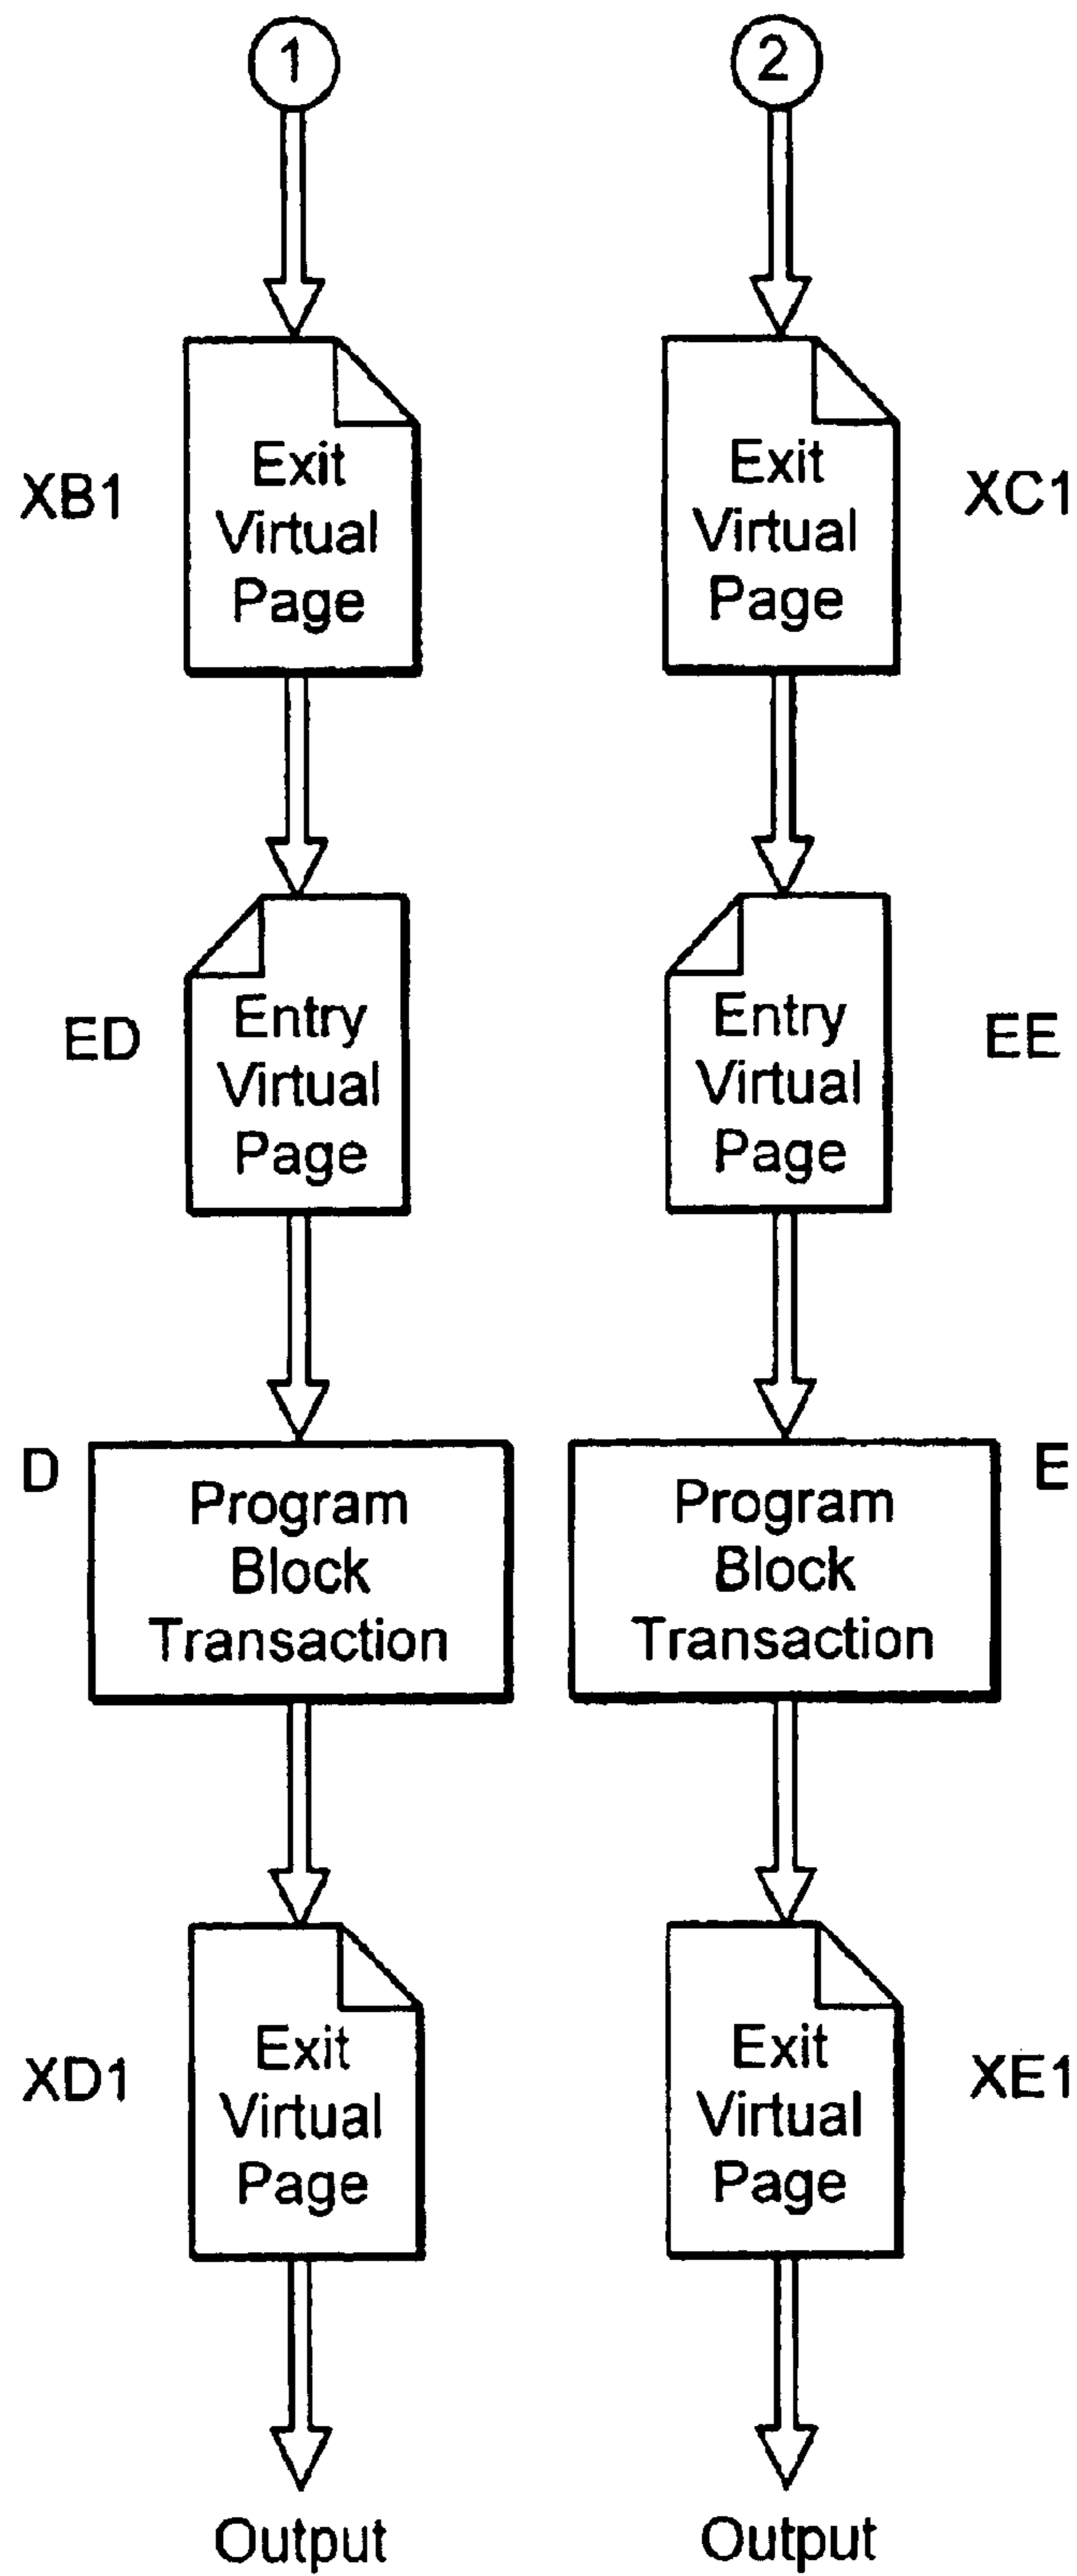 1
2
XB1
Exit
Virtual
Page
Exit
Virtual
Page
XC1
ED
Entry
Virtual
Page
Entry
Virtual
Page
EE
D
Program
Block
Transaction
Program
Block
Transaction
E
XD1
Exit
Virtual
Page
Exit
Virtual
Page
XE1
Output
Output